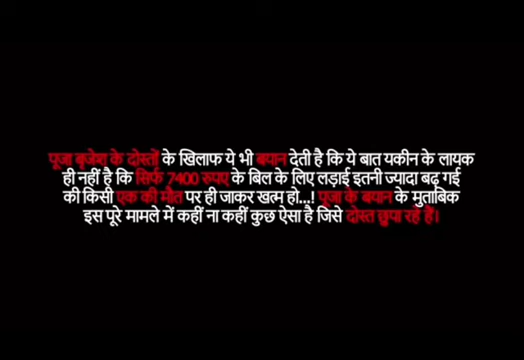 पूजा बृजेश के दोस्तों के खिलाफ ये भी बयान देती है कि ये बात यकीन के लायक
ही नहीं है कि सिर्फ 7400 रुपए के बिल के लिए लड़ाई इतनी ज्यादा बढ़ गई
की किसी एक की मौत पर ही जाकर खत्म हो...! पूजा के बयान के मुताबिक
इस पूरे मामले में कहीं ना कहीं कुछ ऐसा है जिसे दोस्त छुपा रहे हैं।